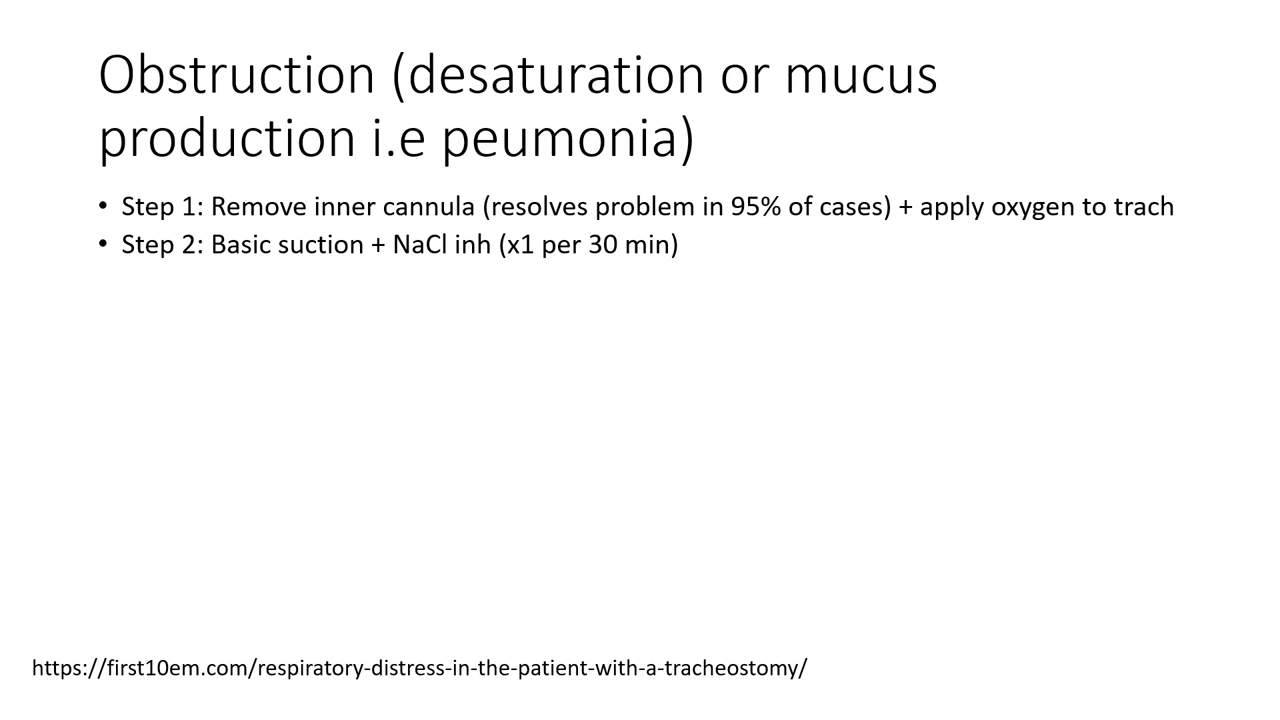 Obstruction (desaturation or mucus
production i.e peumonia)
• Step 1: Remove inner cannula (resolves problem in 95% of cases) + apply oxygen to trach
• Step 2: Basic suction + NaCl inh (x1 per 30 min)
https://first10em.com/respiratory-distress-in-the-patient-with-a-tracheostomy/